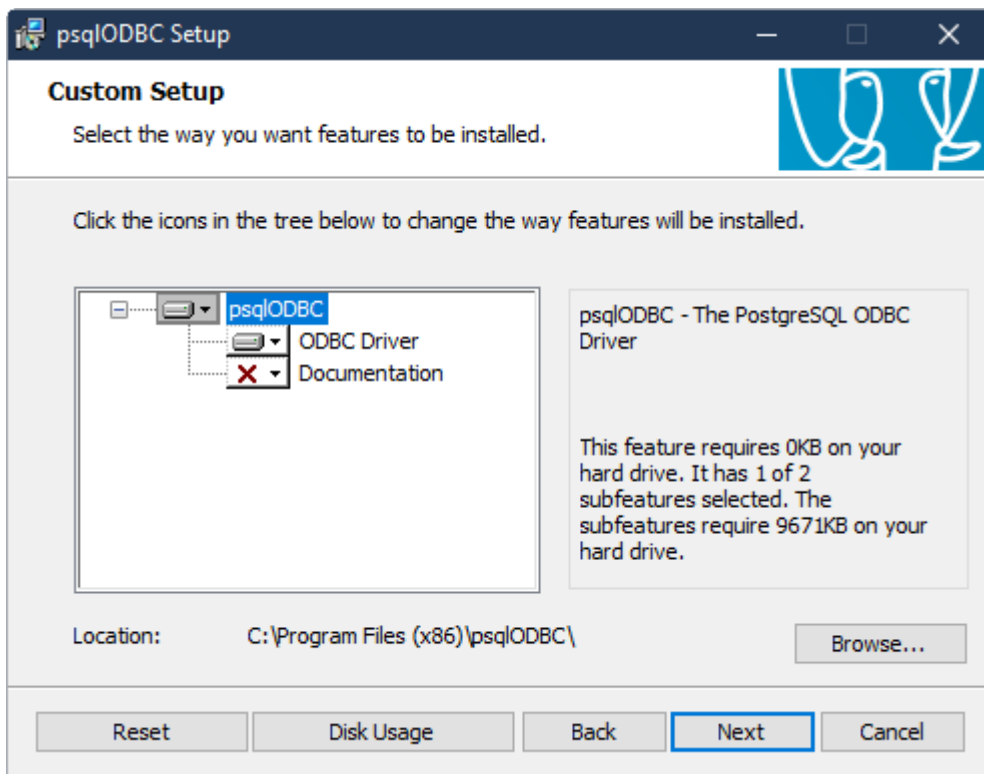 psqlODBC Setup
Custom Setup
Select the way you want features to be installed.
Click the icons in the tree below to change the way features will be installed.
psqlODBC
ODBC Driver
Documentation
psqlODBC - The PostgreSQL ODBC
Driver
This feature requires 0KB on your
hard drive. It has 1 of 2
subfeatures selected. The
subfeatures require 9671KB on your
hard drive.
Location: C:\Program Files (x86)\psqlODBC\
Browse...
Reset Disk Usage Back Next Cancel